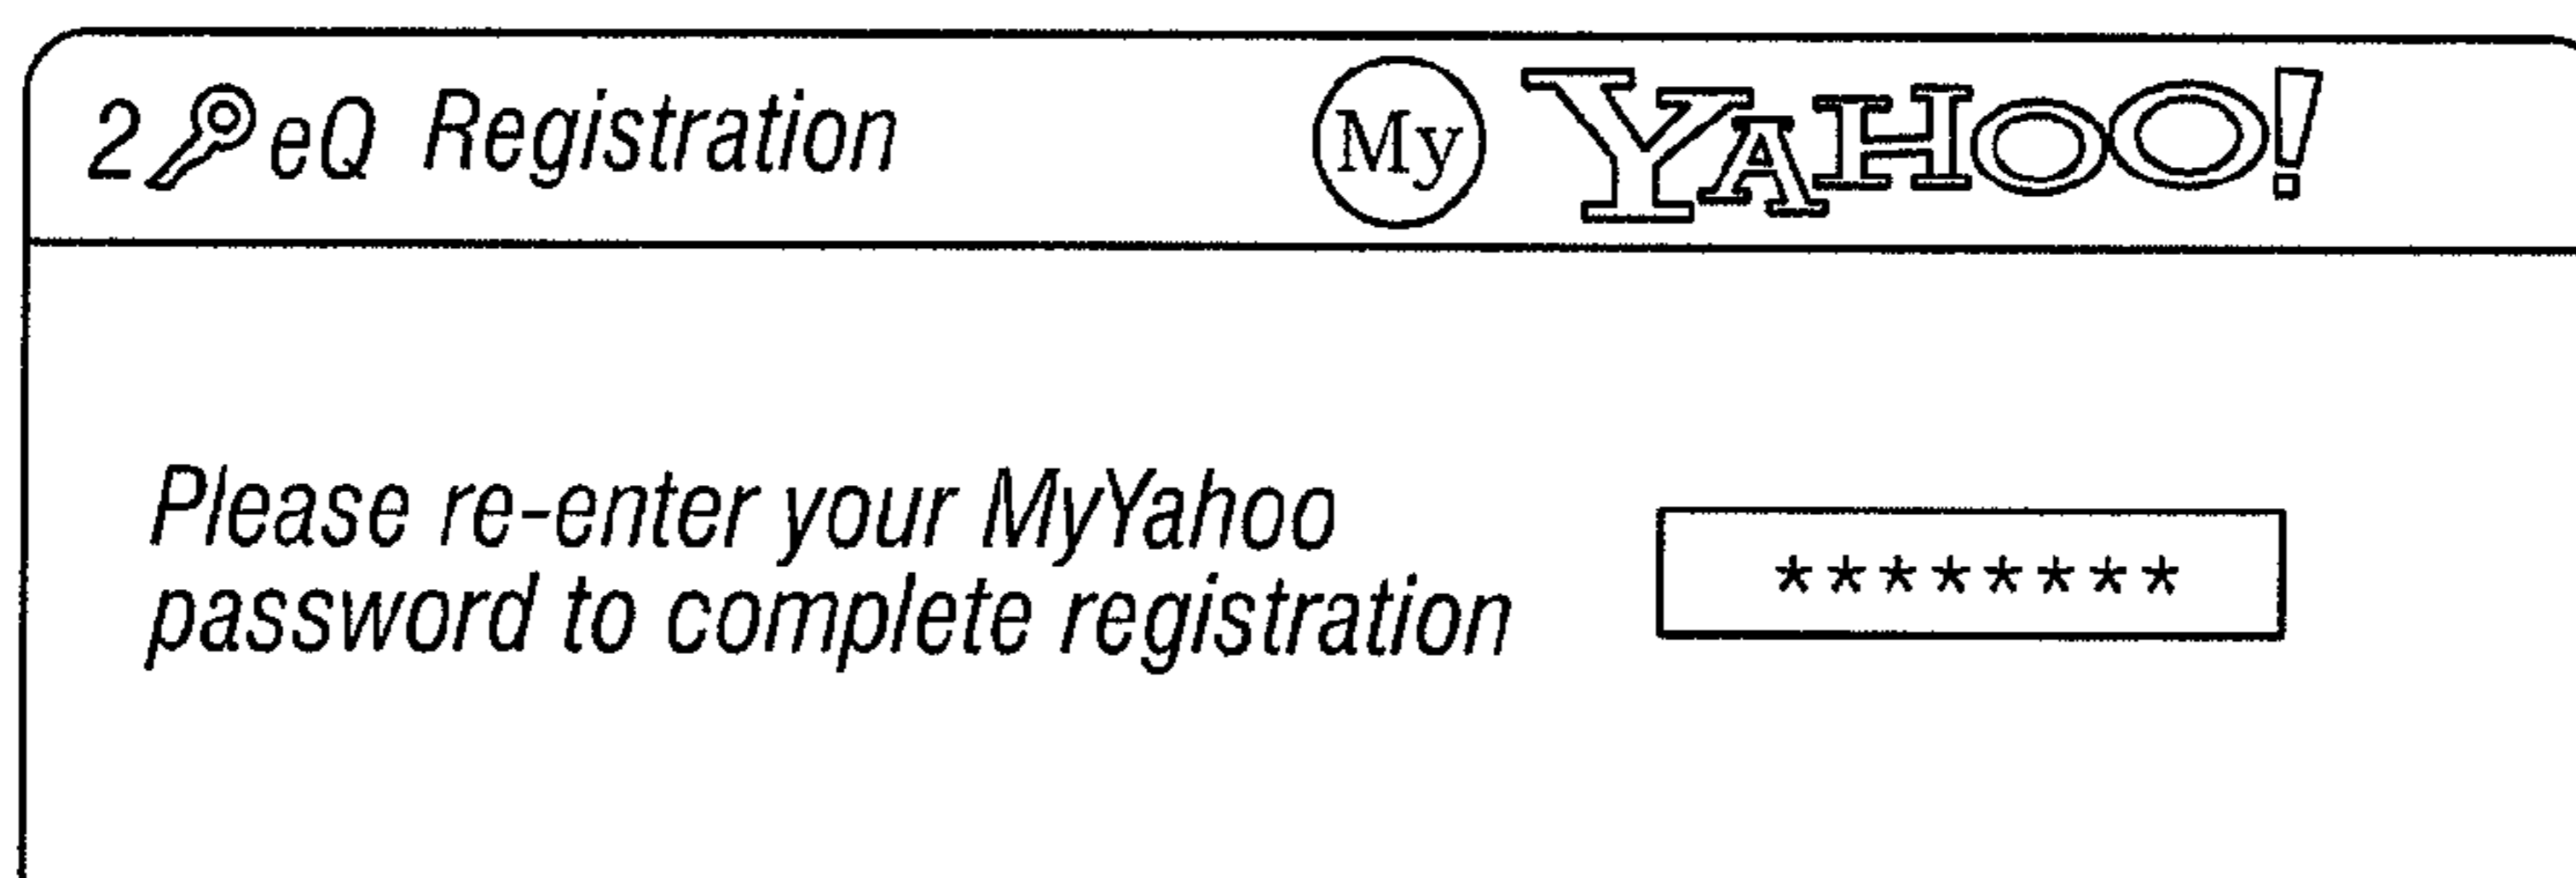 2 eQ Registration My YAHOO!
Please re-enter your MyYahoo
password to complete registration
********